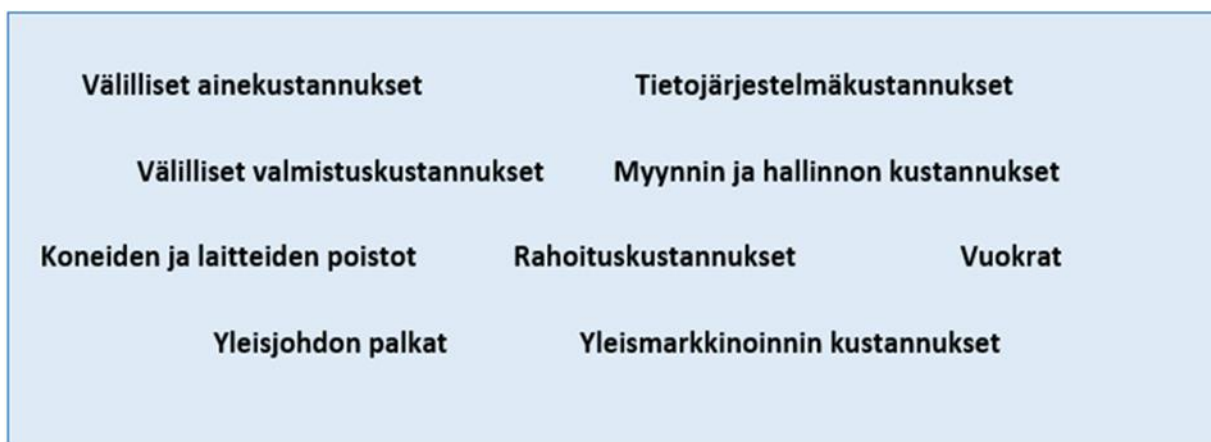 Välilliset ainekustannukset Tietojärjestelmäkustannukset
Välilliset valmistuskustannukset Myynnin ja hallinnon kustannukset
Koneiden ja laitteiden poistot Rahoituskustannukset Vuokrat
Yleisjohdon palkat Yleismarkkinoinnin kustannukset